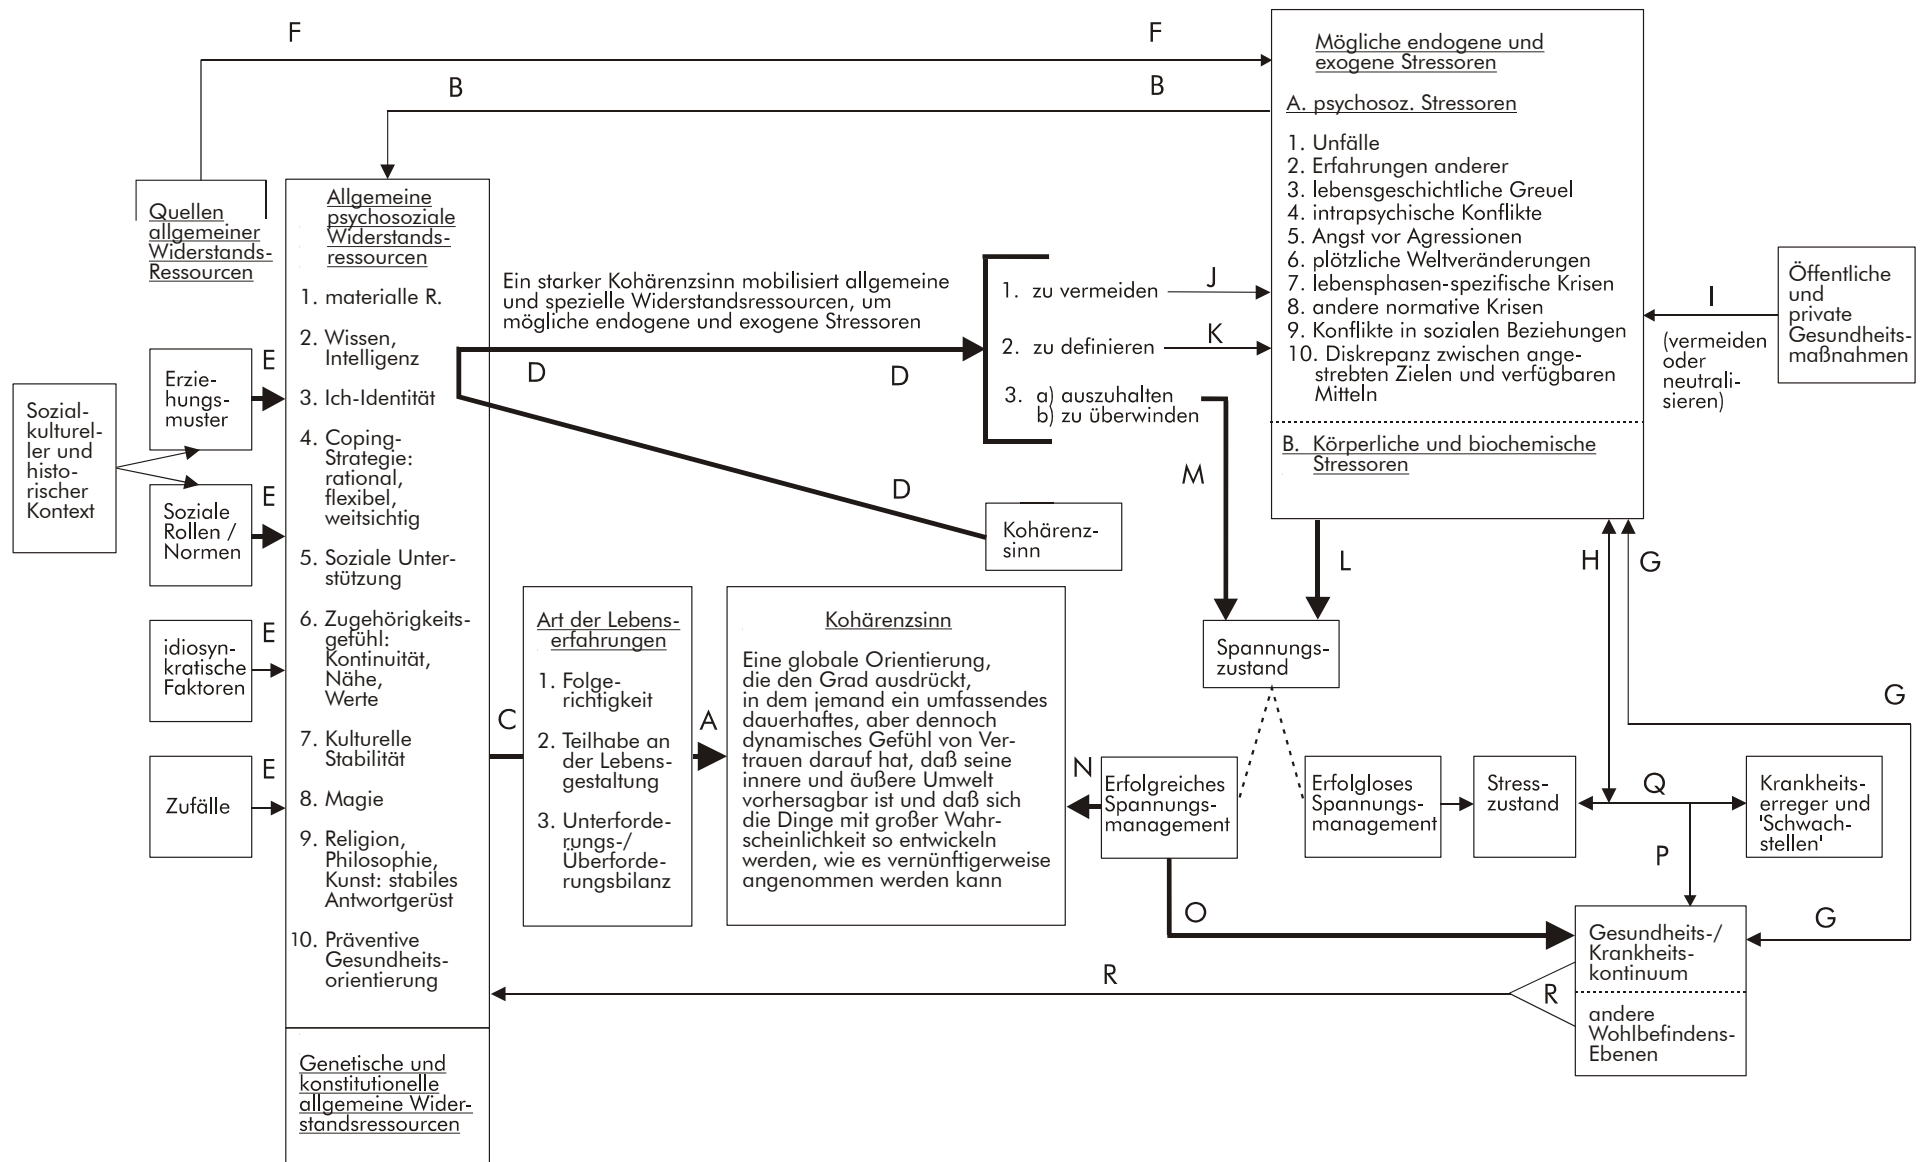 F
F
B
B
Quellen
allgemeiner
Widerstands-
Ressourcen
Sozial-
kulturel-
ler und
histo-
rischer
Kontext
Erzie-
hungs-
muster
E
Soziale
Rollen /
Normen
E
idiosyn-
kratische
Faktoren
E
Zufälle
E
Allgemeine
psychosoziale
Widerstands-
ressourcen
1. materialle R.
2. Wissen,
Intelligenz
3. Ich-Identität
4. Coping-
Strategie:
rational,
flexibel,
weitsichtig
5. Soziale Unter-
stützung
6. Zugehörigkeits-
gefühl:
Kontinuität,
Nähe,
Werte
7. Kulturelle
Stabilität
8. Magie
9. Religion,
Philosophie,
Kunst: stabiles
Antwortgerüst
10. Präventive
Gesundheits-
orientierung
Genetische und
konstitutionelle
allgemeine Wider-
standsressourcen
Ein starker Kohärenzsinn mobilisiert allgemeine
und spezielle Widerstandsressourcen, um
mögliche endogene und exogene Stressoren
D
D
D
1. zu vermeiden
J
2. zu definieren
K
3. a) auszuhalten
b) zu überwinden
M
Kohärenz-
sinn
Mögliche endogene und
exogene Stressoren
A. psychosoz. Stressoren
1. Unfälle
2. Erfahrungen anderer
3. lebensgeschichtliche Greuel
4. intrapsychische Konflikte
5. Angst vor Agressionen
6. plötzliche Weltveränderungen
7. lebensphasen-spezifische Krisen
8. andere normative Krisen
9. Konflikte in sozialen Beziehungen
10. Diskrepanz zwischen ange-
strebten Zielen und verfügbaren
Mitteln
B. Körperliche und biochemische
Stressoren
I
(vermeiden
oder
neutrali-
sieren)
Öffentliche
und
private
Gesundheits-
maßnahmen
L
H
G
C
Art der Lebens-
erfahrungen
1. Folge-
richtigkeit
2. Teilhabe an
der Lebens-
gestaltung
3. Unterforde-
rungs-/
Überforde-
rungsbilanz
A
Kohärenzsinn
Eine globale Orientierung,
die den Grad ausdrückt,
in dem jemand ein umfassendes
dauerhaftes, aber dennoch
dynamisches Gefühl von Ver-
trauen darauf hat, daß seine
innere und äußere Umwelt
vorhersagbar ist und daß sich
die Dinge mit großer Wahr-
scheinlichkeit so entwickeln
werden, wie es vernünftigerweise
angenommen werden kann
Spannungs-
zustand
N
Erfolgreiches
Spannungs-
management
Erfolgloses
Spannungs-
management
Stress-
zustand
Q
Krankheits-
erreger und
'Schwach-
stellen'
G
P
O
G
Gesundheits-/
Krankheits-
kontinuum
andere
Wohlbefindens-
Ebenen
R
R